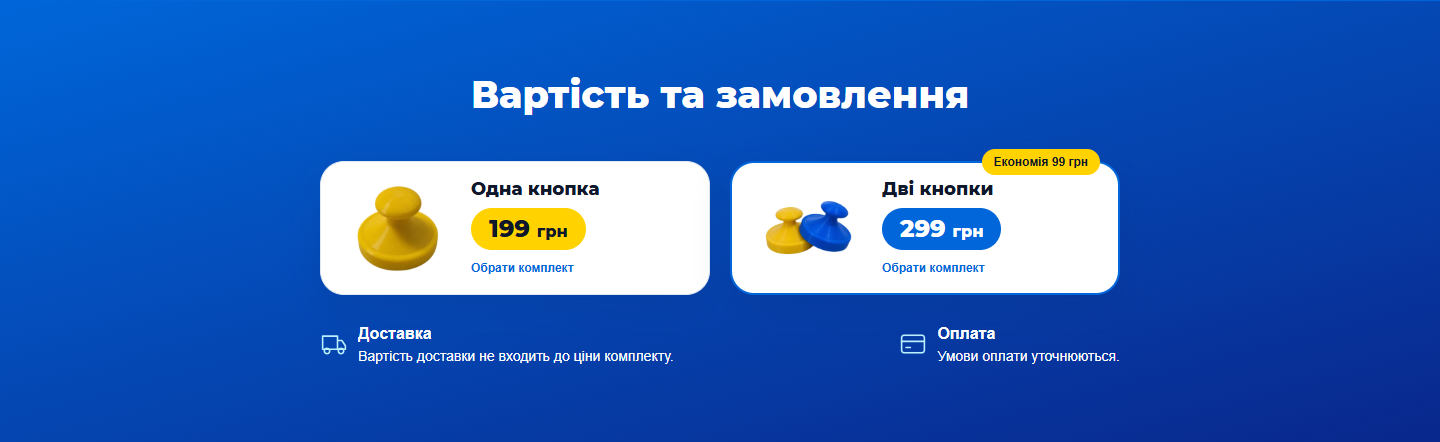 Вартість та замовлення
Економія 99 грн
Одна кнопка
199 грн
Обрати комплект
Дві кнопки
299 грн
Обрати комплект
Доставка
Вартість доставки не входить до ціни комплекту.
Оплата
Умови оплати уточнюються.